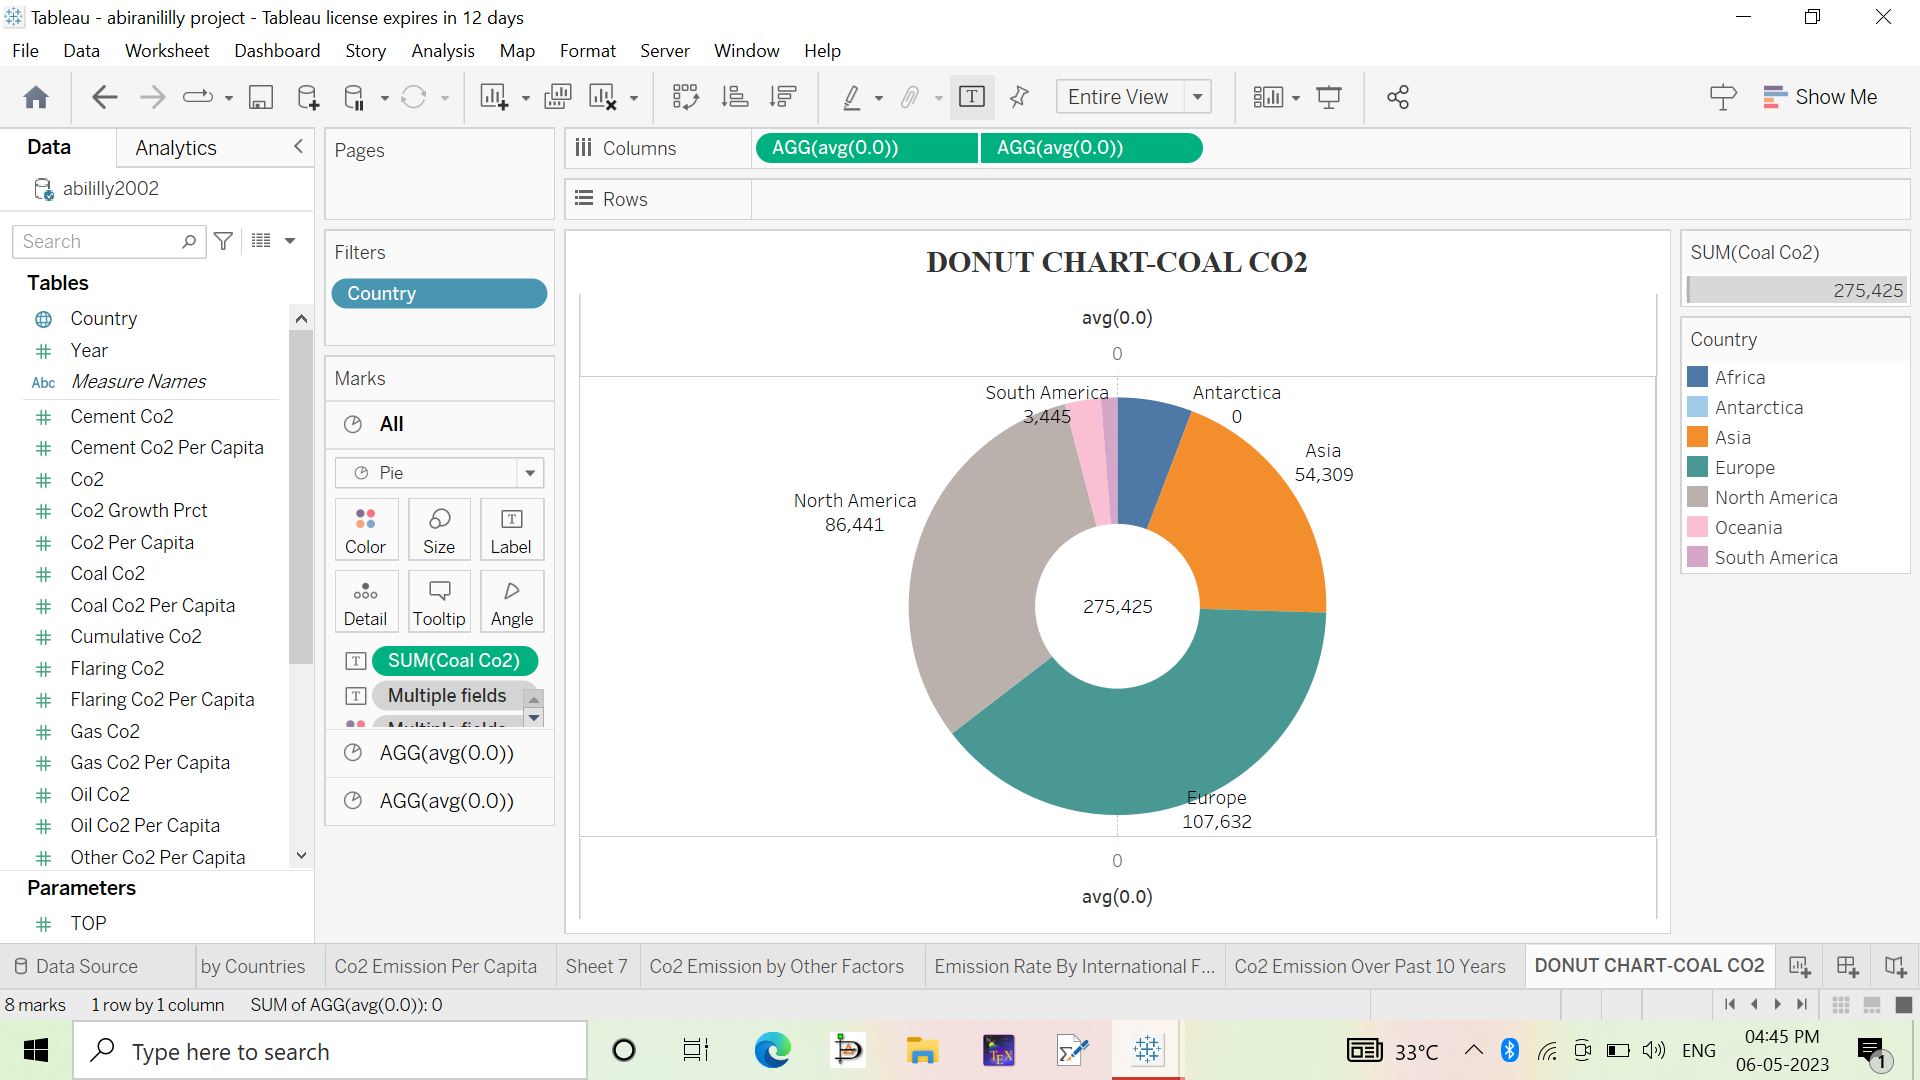 Tableau - abiranililly project - Tableau license expires in 12 days
File Data Worksheet Dashboard Story Analysis Map Format Server Window Help
Entire View
Show Me
Data
Analytics
abililly2002
Search
Tables
Country
Year
Abc Measure Names
Cement Co2
Cement Co2 Per Capita
Co2
Co2 Growth Prct
Co2 Per Capita
Coal Co2
Coal Co2 Per Capita
Cumulative Co2
Flaring Co2
Flaring Co2 Per Capita
Gas Co2
Gas Co2 Per Capita
Oil Co2
Oil Co2 Per Capita
Other Co2 Per Capita
Parameters
TOP
Pages
Filters
Country
Marks
All
Pie
Color Size Label
Detail Tooltip Angle
SUM(Coal Co2)
Multiple fields
Multiple fields
AGG(avg(0.0))
AGG(avg(0.0))
Columns AGG(avg(0.0)) AGG(avg(0.0))
Rows
DONUT CHART-COAL CO2
avg(0.0)
0
South America
3,445
Antarctica
0
Asia
54,309
North America
86,441
275,425
Europe
107,632
0
avg(0.0)
SUM(Coal Co2)
275,425
Country
Africa
Antarctica
Asia
Europe
North America
Oceania
South America
Data Source by Countries Co2 Emission Per Capita Sheet 7 Co2 Emission by Other Factors Emission Rate By International F... Co2 Emission Over Past 10 Years DONUT CHART-COAL CO2
8 marks 1 row by 1 column SUM of AGG(avg(0.0)): 0
Type here to search
TEX
33°C
ENG
04:45 PM
06-05-2023
1